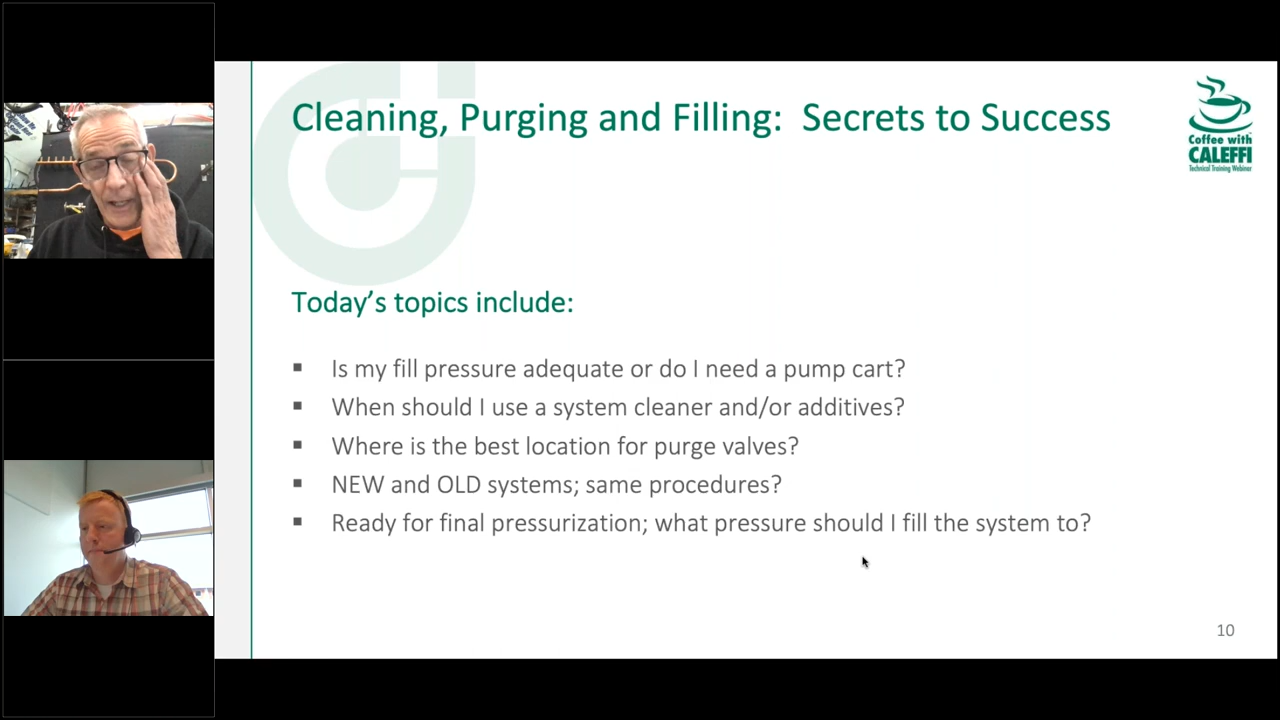 Cleaning, Purging and Filling: Secrets to Success
Coffee with
CALEFFI
Technical Training Webinar
Today's topics include:
▪ Is my fill pressure adequate or do I need a pump cart?
▪ When should I use a system cleaner and/or additives?
▪ Where is the best location for purge valves?
▪ NEW and OLD systems; same procedures?
▪ Ready for final pressurization; what pressure should I fill the system to?
10